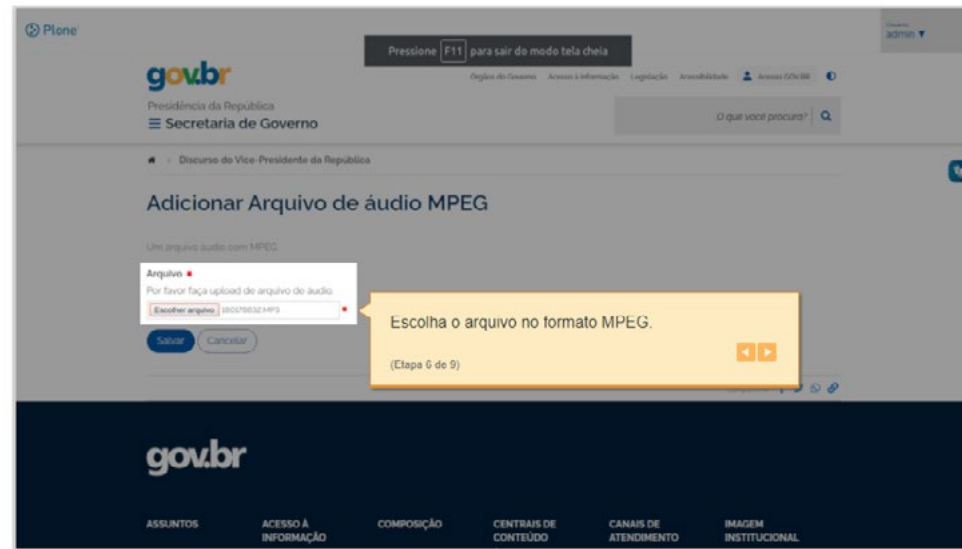 Plone
admin ▼
Pressione F11 para sair do modo tela cheia
gov.br
Órgãos do Governo Acesso à Informação Legislação Acessibilidade Acesso GOV.BR
Presidência da República
Secretaria de Governo
O que você procura?
Discurso do Vice-Presidente da República
Adicionar Arquivo de áudio MPEG
Um arquivo áudio com MPEG.
Arquivo
Por favor faça upload de arquivo de áudio.
Escolher arquivo
Escolha o arquivo no formato MPEG.
Salvar Cancelar
(Etapa 6 de 9)
gov.br
ASSUNTOS
ACESSO À INFORMAÇÃO
COMPOSIÇÃO
CENTRAIS DE CONTEÚDO
CANAIS DE ATENDIMENTO
IMAGEM INSTITUCIONAL